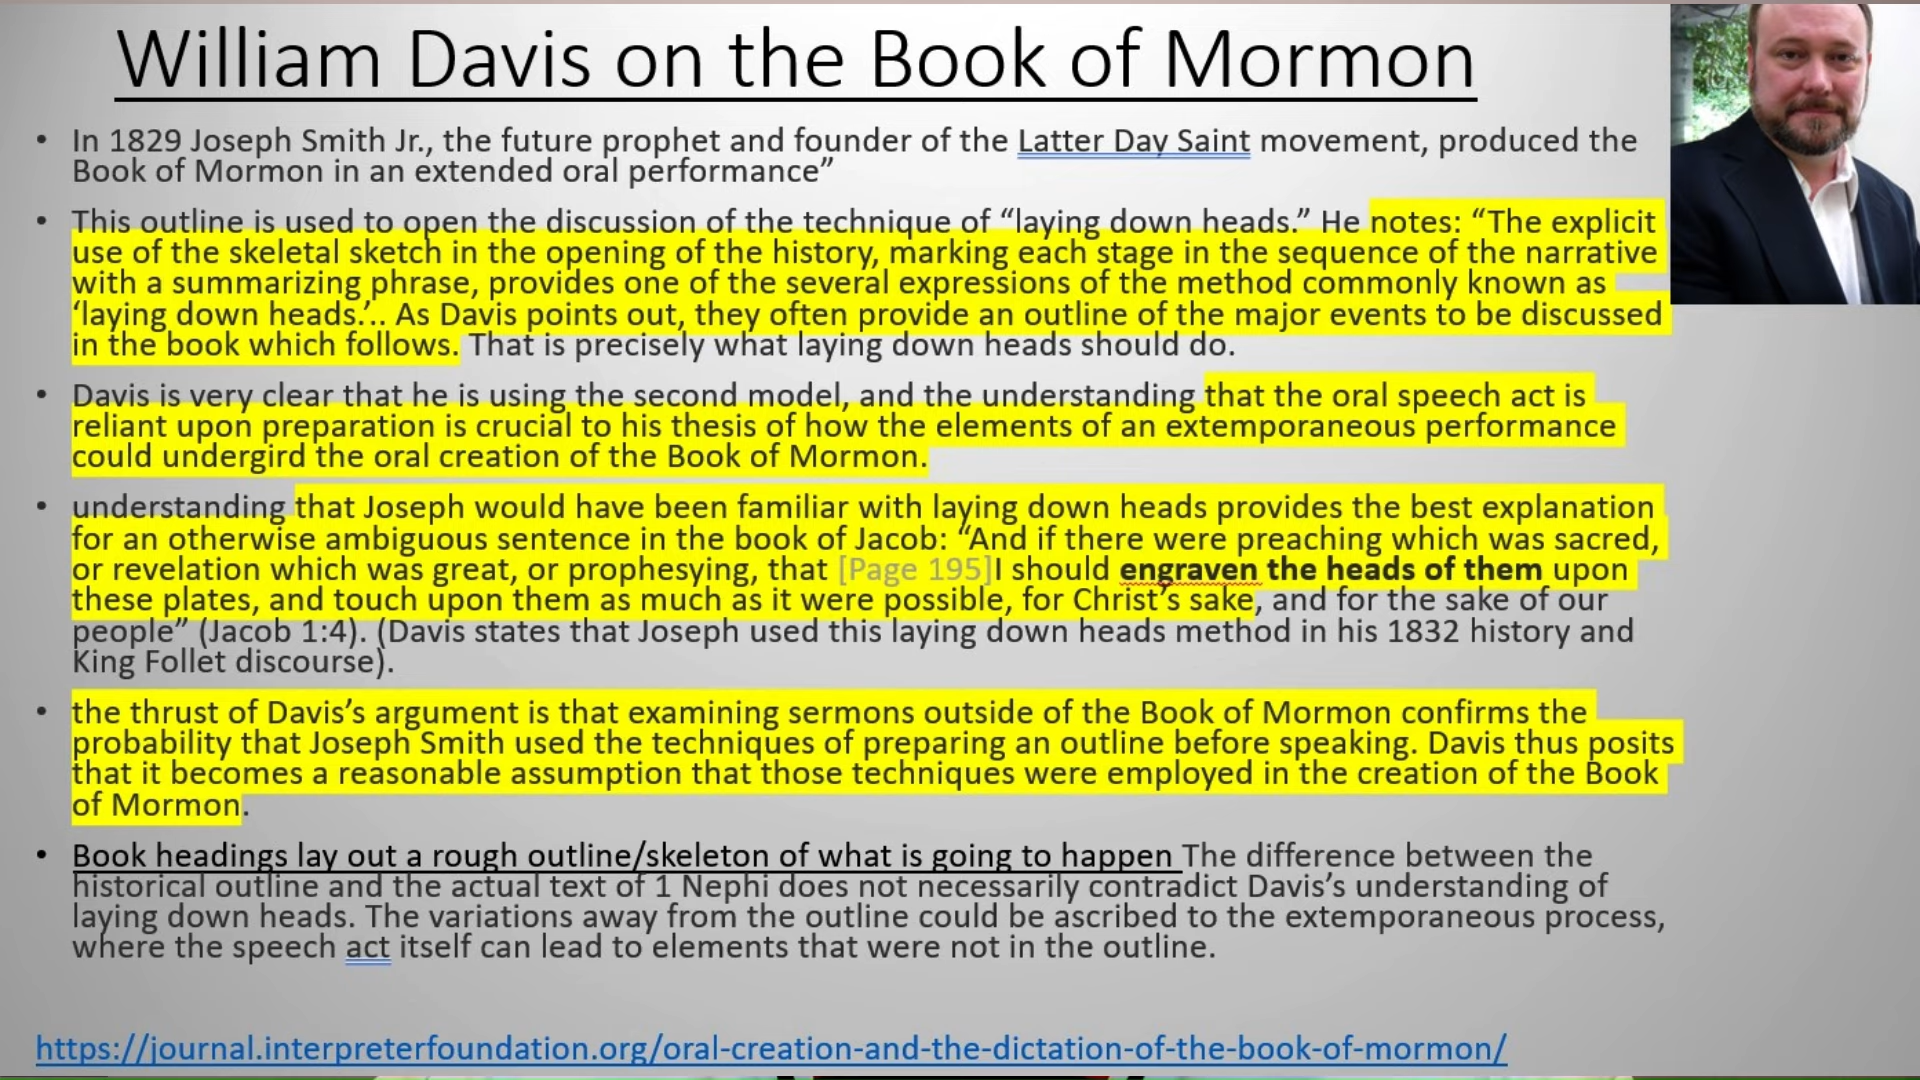 William Davis on the Book of Mormon
• In 1829 Joseph Smith Jr., the future prophet and founder of the Latter Day Saint movement, produced the
Book of Mormon in an extended oral performance”
• This outline is used to open the discussion of the technique of “laying down heads.” He notes: “The explicit
use of the skeletal sketch in the opening of the history, marking each stage in the sequence of the narrative
with a summarizing phrase, provides one of the several expressions of the method commonly known as
‘laying down heads.’.. As Davis points out, they often provide an outline of the major events to be discussed
in the book which follows. That is precisely what laying down heads should do.
• Davis is very clear that he is using the second model, and the understanding that the oral speech act is
reliant upon preparation is crucial to his thesis of how the elements of an extemporaneous performance
could undergird the oral creation of the Book of Mormon.
• understanding that Joseph would have been familiar with laying down heads provides the best explanation
for an otherwise ambiguous sentence in the book of Jacob: “And if there were preaching which was sacred,
or revelation which was great, or prophesying, that [Page 195]I should engraven the heads of them upon
these plates, and touch upon them as much as it were possible, for Christ’s sake, and for the sake of our
people” (Jacob 1:4). (Davis states that Joseph used this laying down heads method in his 1832 history and
King Follet discourse).
• the thrust of Davis’s argument is that examining sermons outside of the Book of Mormon confirms the
probability that Joseph Smith used the techniques of preparing an outline before speaking. Davis thus posits
that it becomes a reasonable assumption that those techniques were employed in the creation of the Book
of Mormon.
• Book headings lay out a rough outline/skeleton of what is going to happen The difference between the
historical outline and the actual text of 1 Nephi does not necessarily contradict Davis’s understanding of
laying down heads. The variations away from the outline could be ascribed to the extemporaneous process,
where the speech act itself can lead to elements that were not in the outline.
https://journal.interpreterfoundation.org/oral-creation-and-the-dictation-of-the-book-of-mormon/